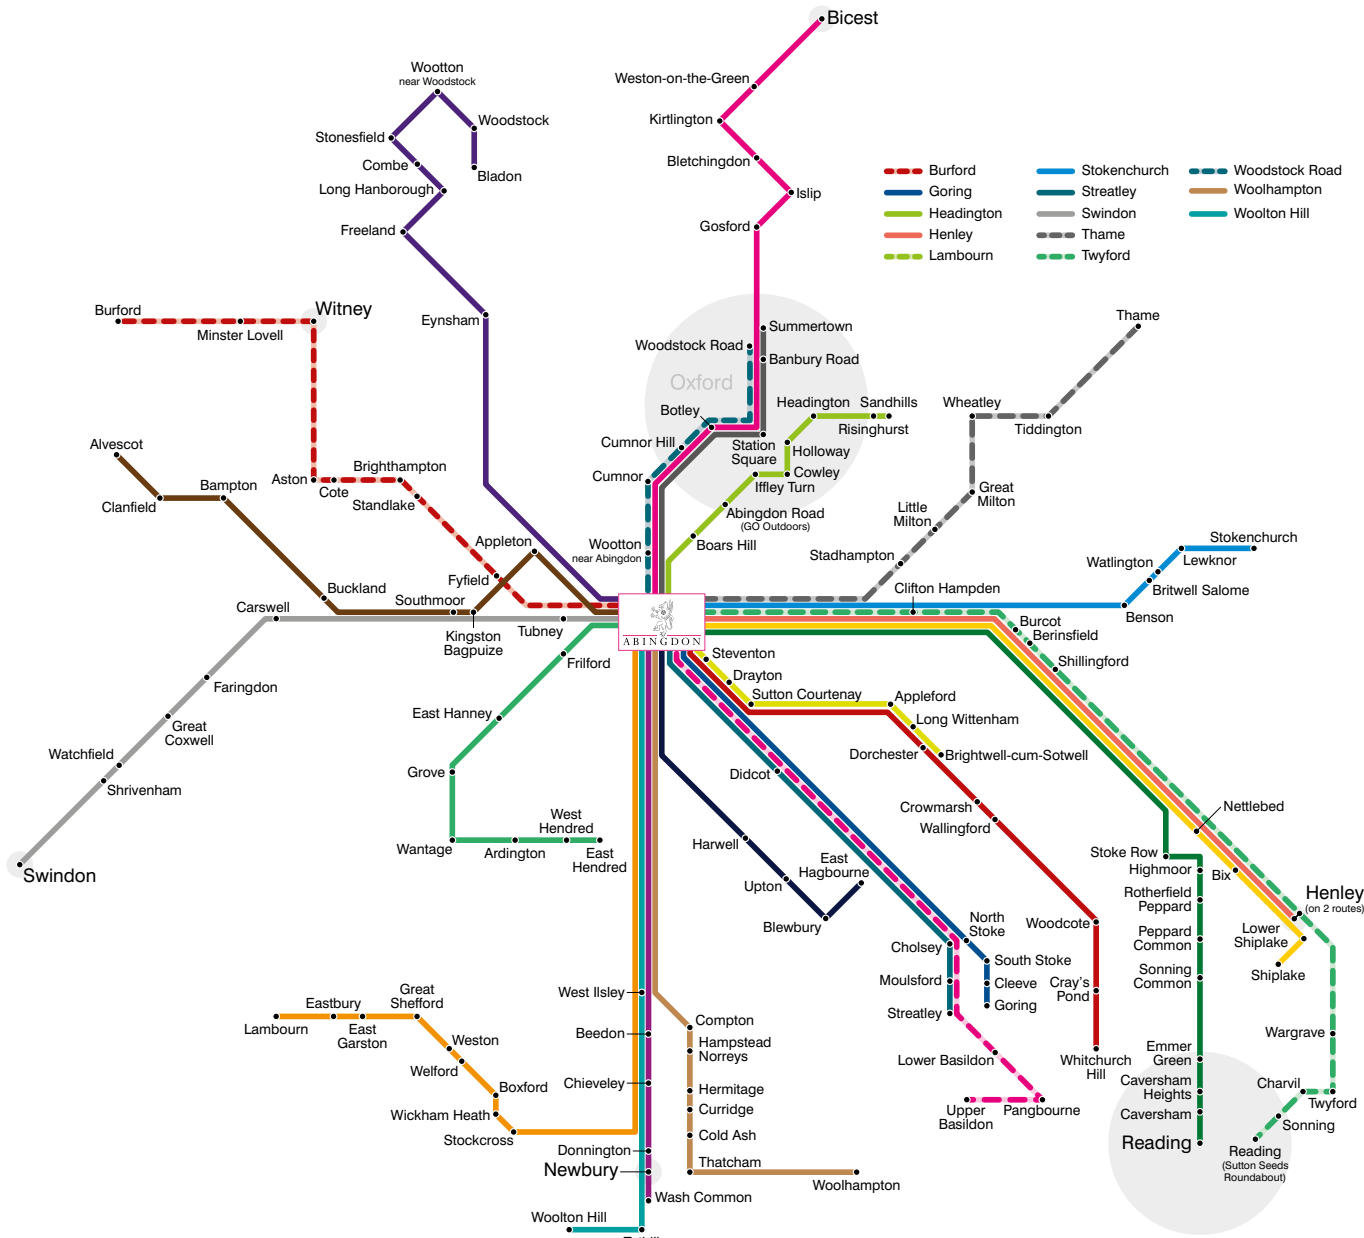 Bicest
Wootton
near Woodstock
Weston-on-the-Green
Kirtlington
Woodstock
Stonesfield
Combe
Bladon
Long Hanborough
Bletchingdon
Islip
Freeland
Gosford
Burford
Goring
Headington
Henley
Lambourn
Stokenchurch
Streatley
Swindon
Thame
Twyford
Woodstock Road
Woolhampton
Woolton Hill
Burford
Witney
Minster Lovell
Eynsham
Summertown
Woodstock Road
Banbury Road
Oxford
Thame
Botley
Headington
Sandhills
Risinghurst
Wheatley
Tiddington
Cumnor Hill
Station
Square
Holloway
Cumnor
Cowley
Iffley Turn
Alvescot
Bampton
Clanfield
Aston
Cote
Brighthampton
Standlake
Abingdon Road
(GO Outdoors)
Great
Milton
Little
Milton
Wootton
near Abingdon
Boars Hill
Stadhampton
Appleton
Fyfield
Stokenchurch
Lewknor
Watlington
Britwell Salome
Benson
Clifton Hampden
Buckland
Southmoor
Carswell
Kingston
Bagpuize
Tubney
ABINGDON
Burcot
Berinsfield
Shillingford
Frilford
Steventon
Drayton
Sutton Courtenay
Appleford
Long Wittenham
Dorchester
Brightwell-cum-Sotwell
Faringdon
Great
Coxwell
East Hanney
Watchfield
Shrivenham
Grove
Didcot
Crowmarsh
Wallingford
Nettlebed
Swindon
Wantage
Ardington
West
Hendred
East
Hendred
Harwell
East
Hagbourne
Upton
Blewbury
Stoke Row
Highmoor
Bix
Rotherfield
Peppard
Henley
(on 2 routes)
Woodcote
Peppard
Common
Lower
Shiplake
Shiplake
Sonning
Common
North
Stoke
Cholsey
South Stoke
Moulsford
Cleeve
Goring
Streatley
Cray's
Pond
West Ilsley
Great
Shefford
Eastbury
Lambourn
East
Garston
Compton
Beedon
Hampstead
Norreys
Weston
Welford
Lower Basildon
Whitchurch
Hill
Emmer
Green
Wargrave
Chieveley
Hermitage
Boxford
Curridge
Wickham Heath
Upper
Basildon
Pangbourne
Caversham
Heights
Caversham
Charvil
Twyford
Sonning
Stockcross
Cold Ash
Donnington
Newbury
Thatcham
Woolhampton
Reading
Reading
(Sutton Seeds
Roundabout)
Wash Common
Woolton Hill